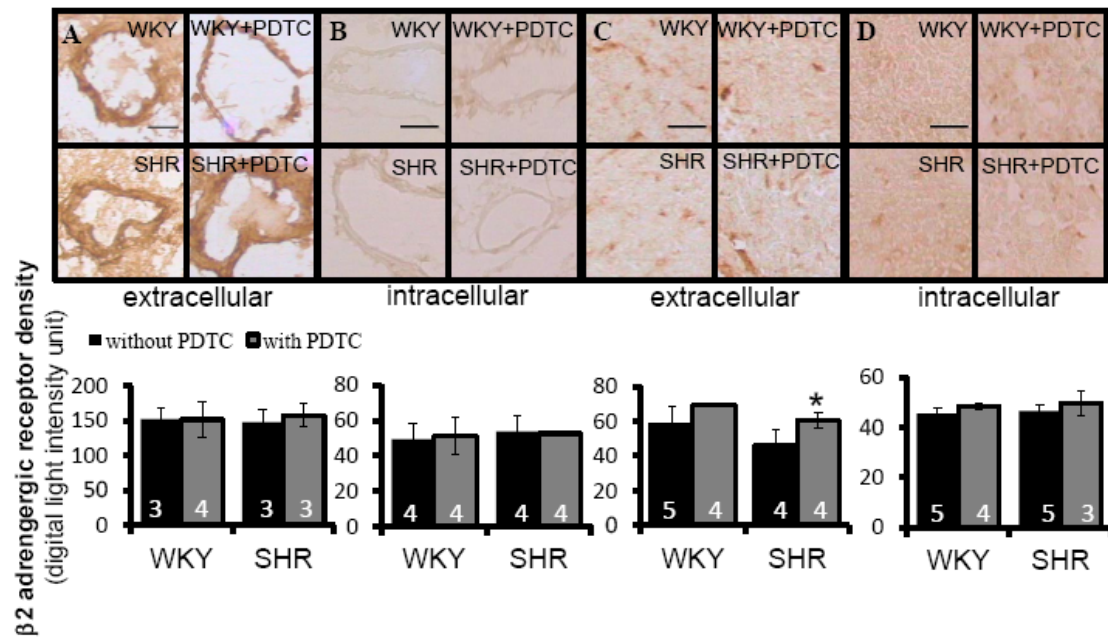 A WKY WKY+PDTC B WKY WKY+PDTC C WKY WKY+PDTC D WKY WKY+PDTC
SHR SHR+PDTC SHR SHR+PDTC SHR SHR+PDTC SHR SHR+PDTC
extracellular intracellular extracellular intracellular
β2 adrengergic receptor density
(digital light intensity unit)
without PDTC with PDTC
200
150
100
50
0
3 4 3 3
WKY SHR
80
60
40
20
0
4 4 4 4
WKY SHR
80
60
40
20
0
*
5 4 4 4
WKY SHR
60
40
20
0
5 4 5 3
WKY SHR